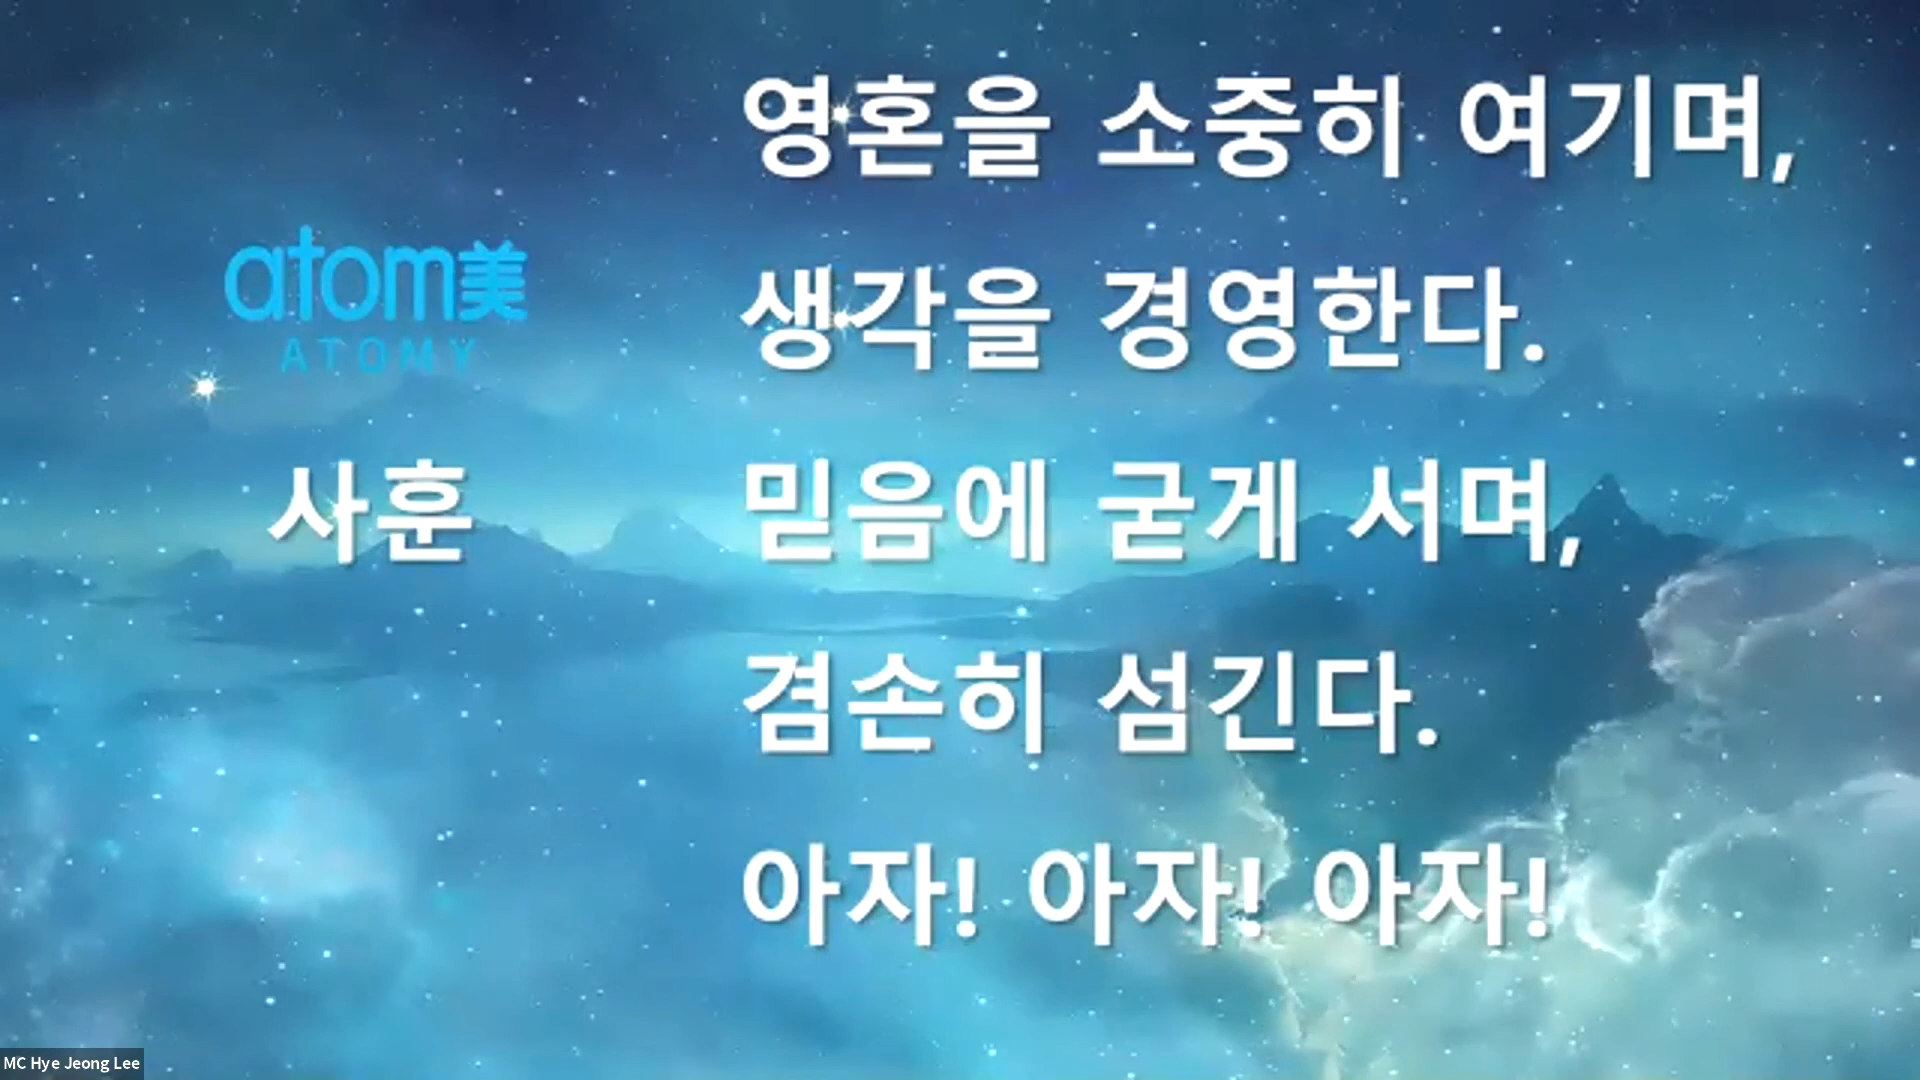 atom美
ATOMY
사훈
영혼을 소중히 여기며,
생각을 경영한다.
믿음에 굳게 서며,
겸손히 섬긴다.
아자! 아자! 아자!
MC Hye Jeong Lee